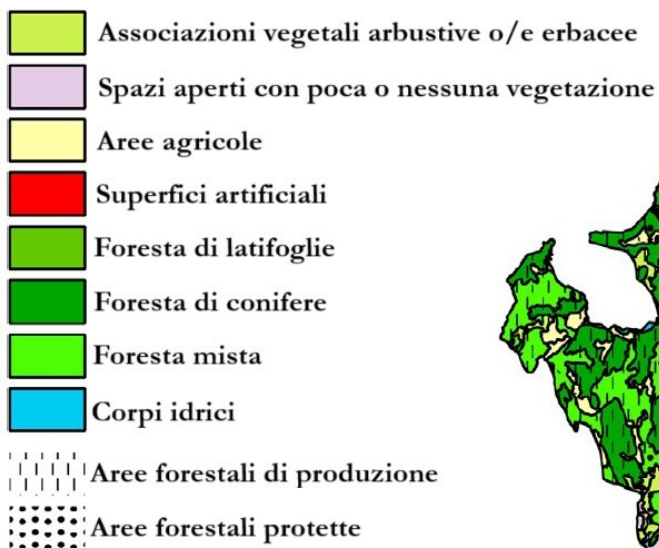 Associazioni vegetali arbustive o/e erbacee
Spazi aperti con poca o nessuna vegetazione
Aree agricole
Superfici artificiali
Foresta di latifoglie
Foresta di conifere
Foresta mista
Corpi idrici
Aree forestali di produzione
Aree forestali protette